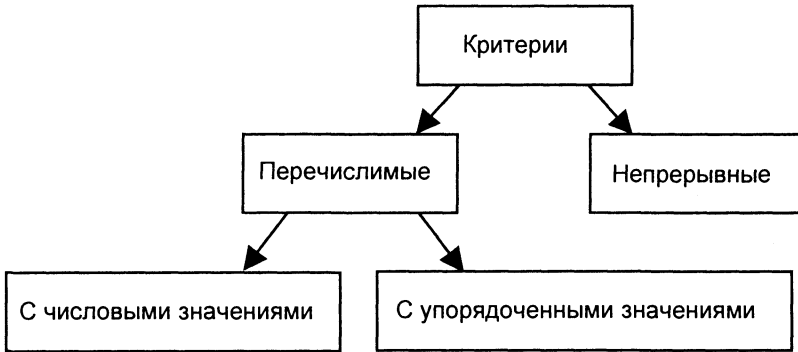 Критерии
Перечислимые
Непрерывные
С числовыми значениями
С упорядоченными значениями